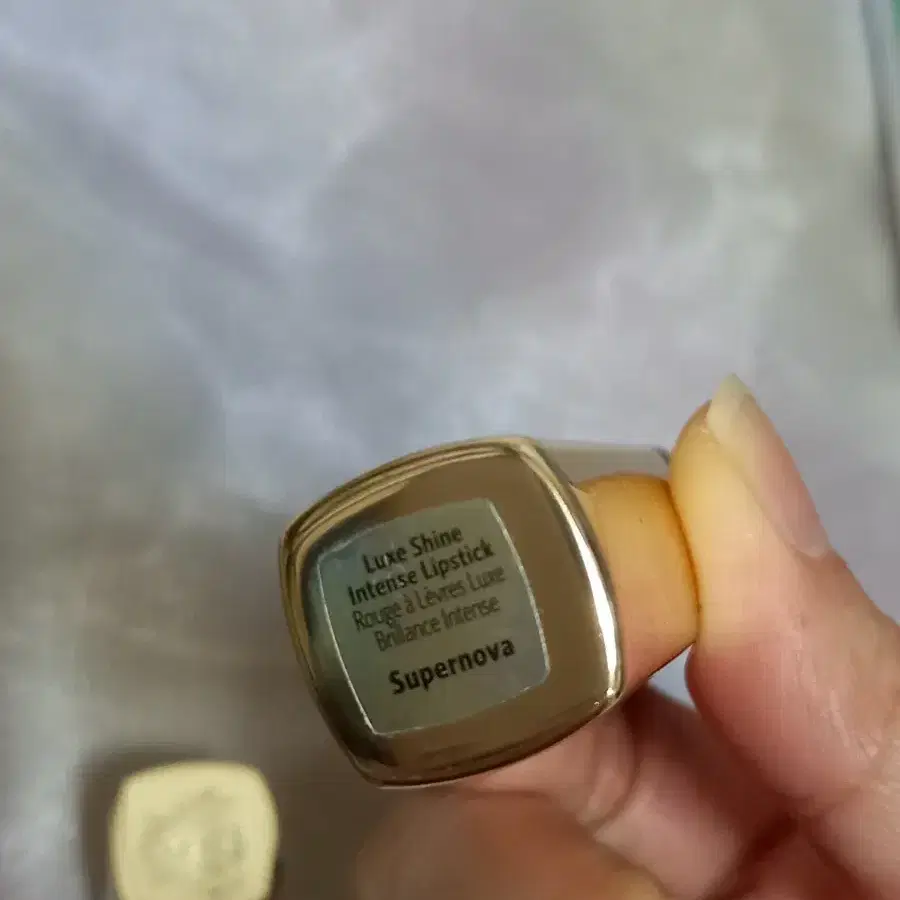 Luxe Shine
Intense Lipstick
Rouge à Lèvres Luxe
Brillance Intense
Supernova